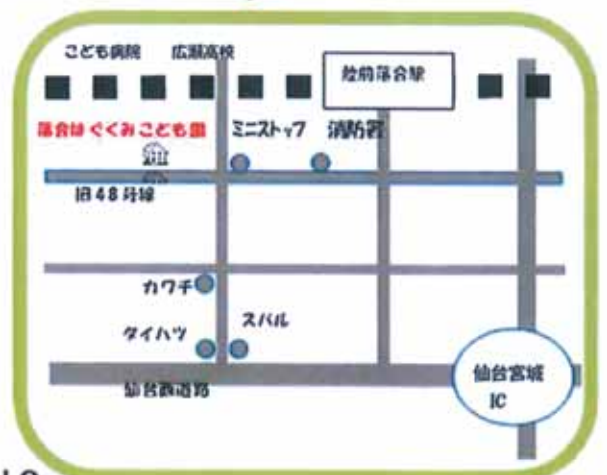 こども病院 広瀬高校
陸前落合駅
落合はぐくみこども園 ミニストップ 消防署
旧48号線
カワチ
ダイハツ スバル
仙台西道路
仙台宮城
IC